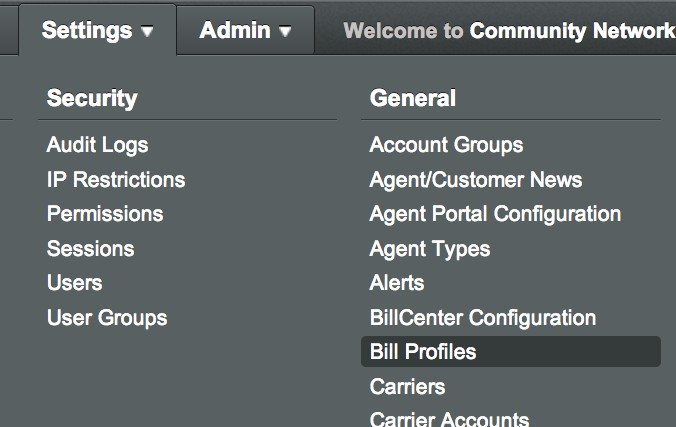 Settings ▼ Admin ▼ Welcome to Community Network
Security
Audit Logs
IP Restrictions
Permissions
Sessions
Users
User Groups
General
Account Groups
Agent/Customer News
Agent Portal Configuration
Agent Types
Alerts
BillCenter Configuration
Bill Profiles
Carriers
Carrier Accounts